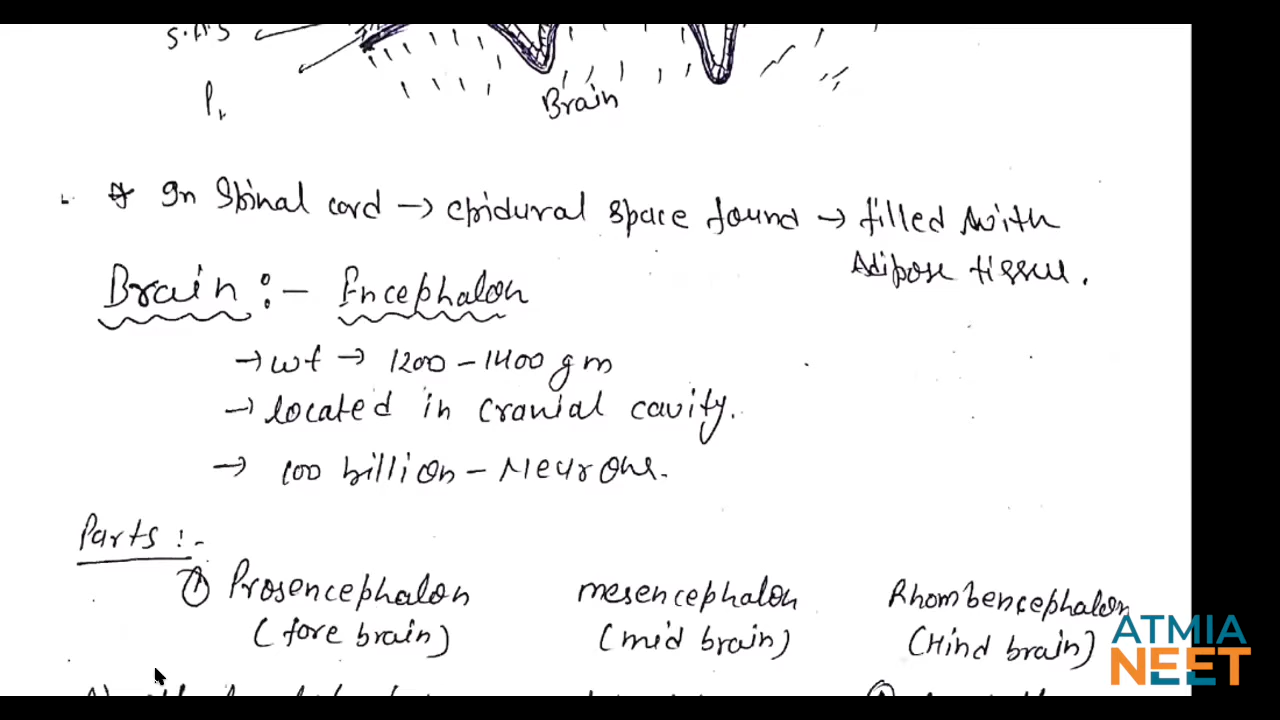 S.A.S
Brain
* In Spinal cord → epidural space found → filled with
Adipose tissue.
Brain :- Encephalon
→ wt → 1200 - 1400 gm
→ located in cranial cavity.
→ 100 billion - Neurons.
Parts :-
① Prosencephalon mesencephalon Rhombencephalon
(fore brain) (mid brain) (Hind brain)
ATMIA
NEET